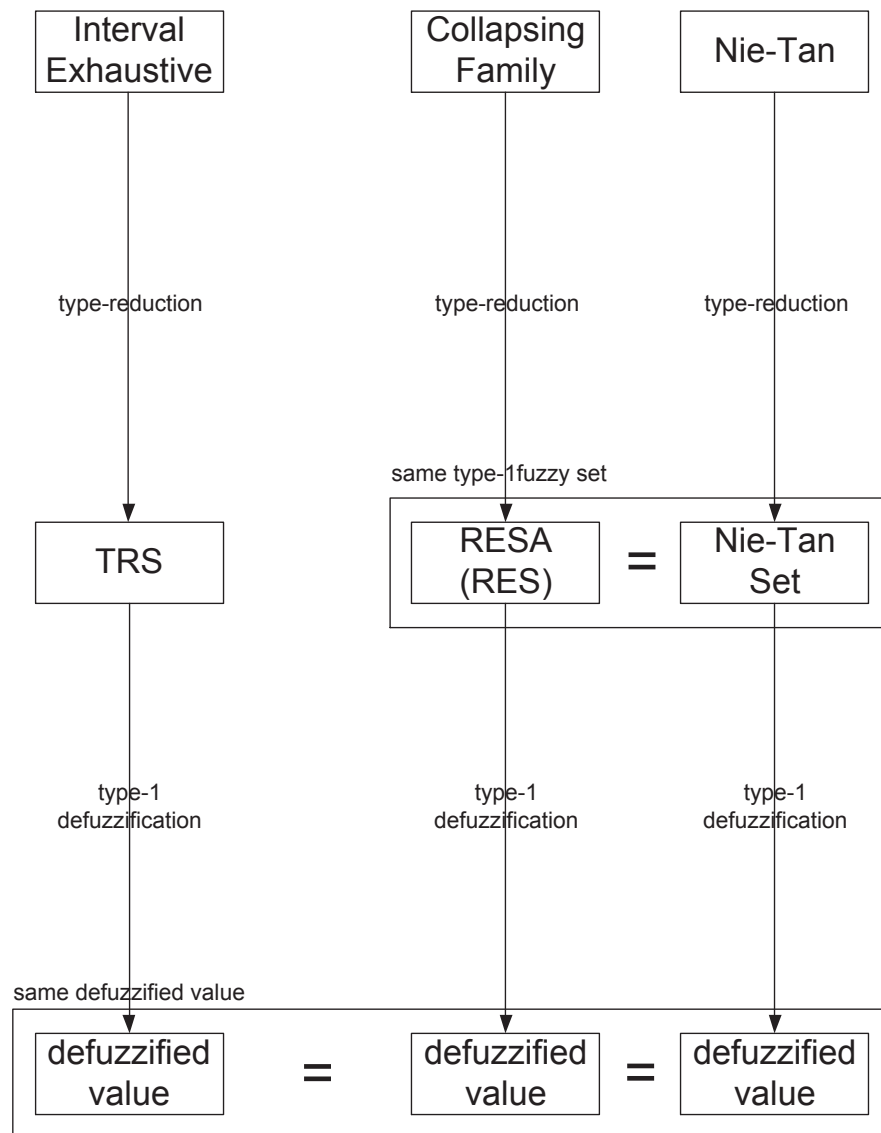 Interval
Exhaustive
Collapsing
Family
Nie-Tan
type-reduction
type-reduction
type-reduction
same type-1fuzzy set
TRS
RESA
(RES)
=
Nie-Tan
Set
type-1
defuzzification
type-1
defuzzification
type-1
defuzzification
same defuzzified value
defuzzified
value
=
defuzzified
value
=
defuzzified
value